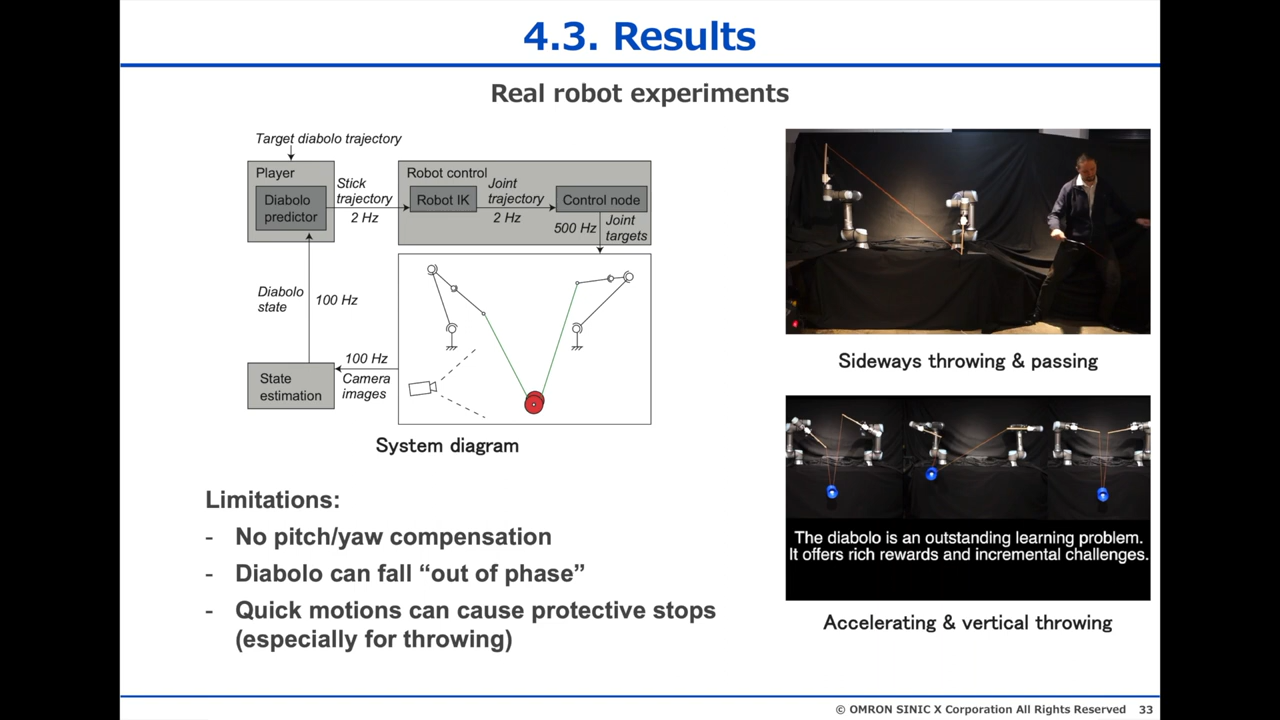 4.3. Results
Real robot experiments
Target diabolo trajectory
Player
Diabolo
predictor
Stick
trajectory
2 Hz
Robot control
Robot IK
Joint
trajectory
2 Hz
Control node
500 Hz
Joint
targets
Diabolo
state
100 Hz
State
estimation
100 Hz
Camera
images
System diagram
Limitations:
- No pitch/yaw compensation
- Diabolo can fall “out of phase”
- Quick motions can cause protective stops
(especially for throwing)
Sideways throwing & passing
The diabolo is an outstanding learning problem.
It offers rich rewards and incremental challenges.
Accelerating & vertical throwing
© OMRON SINIC X Corporation All Rights Reserved 33